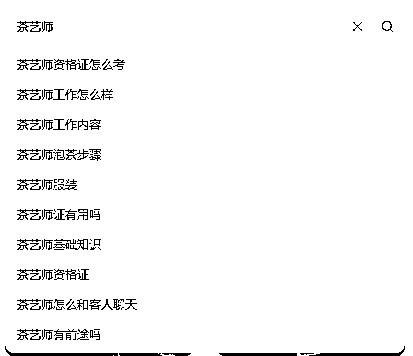 茶艺师
茶艺师资格证怎么考
茶艺师工作怎么样
茶艺师工作内容
茶艺师泡茶步骤
茶艺师服装
茶艺师证有用吗
茶艺师基础知识
茶艺师资格证
茶艺师怎么和客人聊天
茶艺师有前途吗